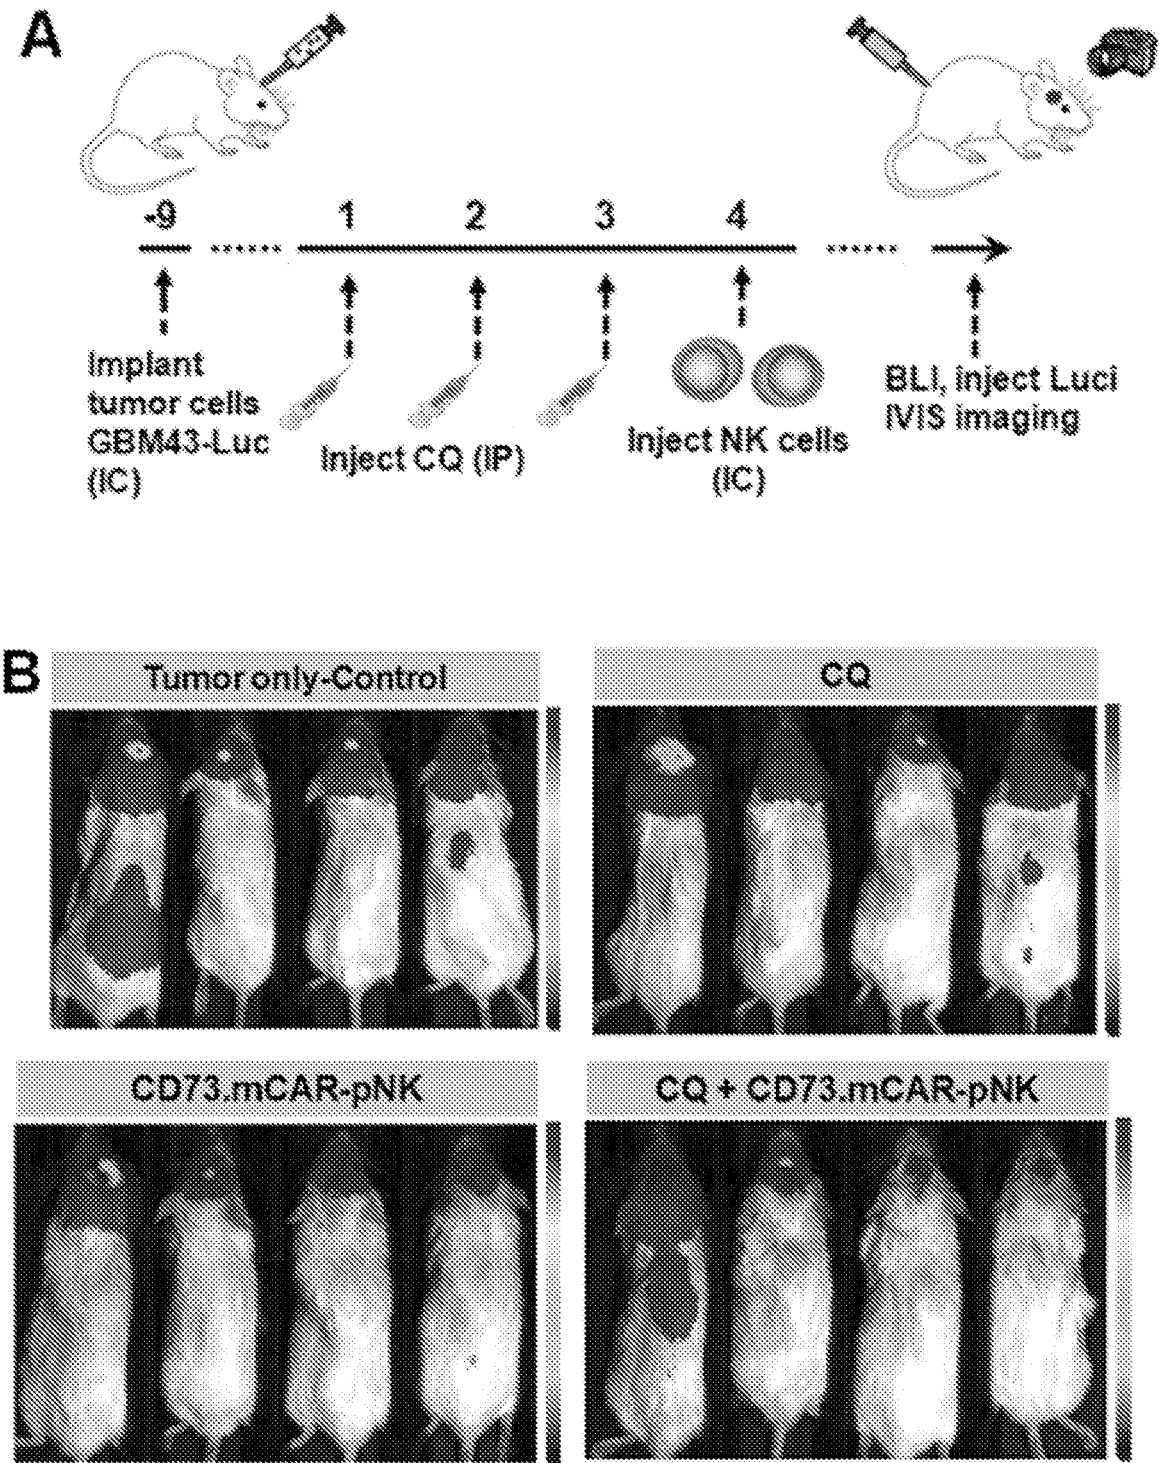 A
-9 1 2 3 4
Implant
tumor cells
GBM43-Luc
(IC)
Inject CQ (IP)
Inject NK cells
(IC)
BLI, inject Luci
IVIS imaging
B
Tumor only-Control
CQ
CD73.mCAR-pNK
CQ + CD73.mCAR-pNK